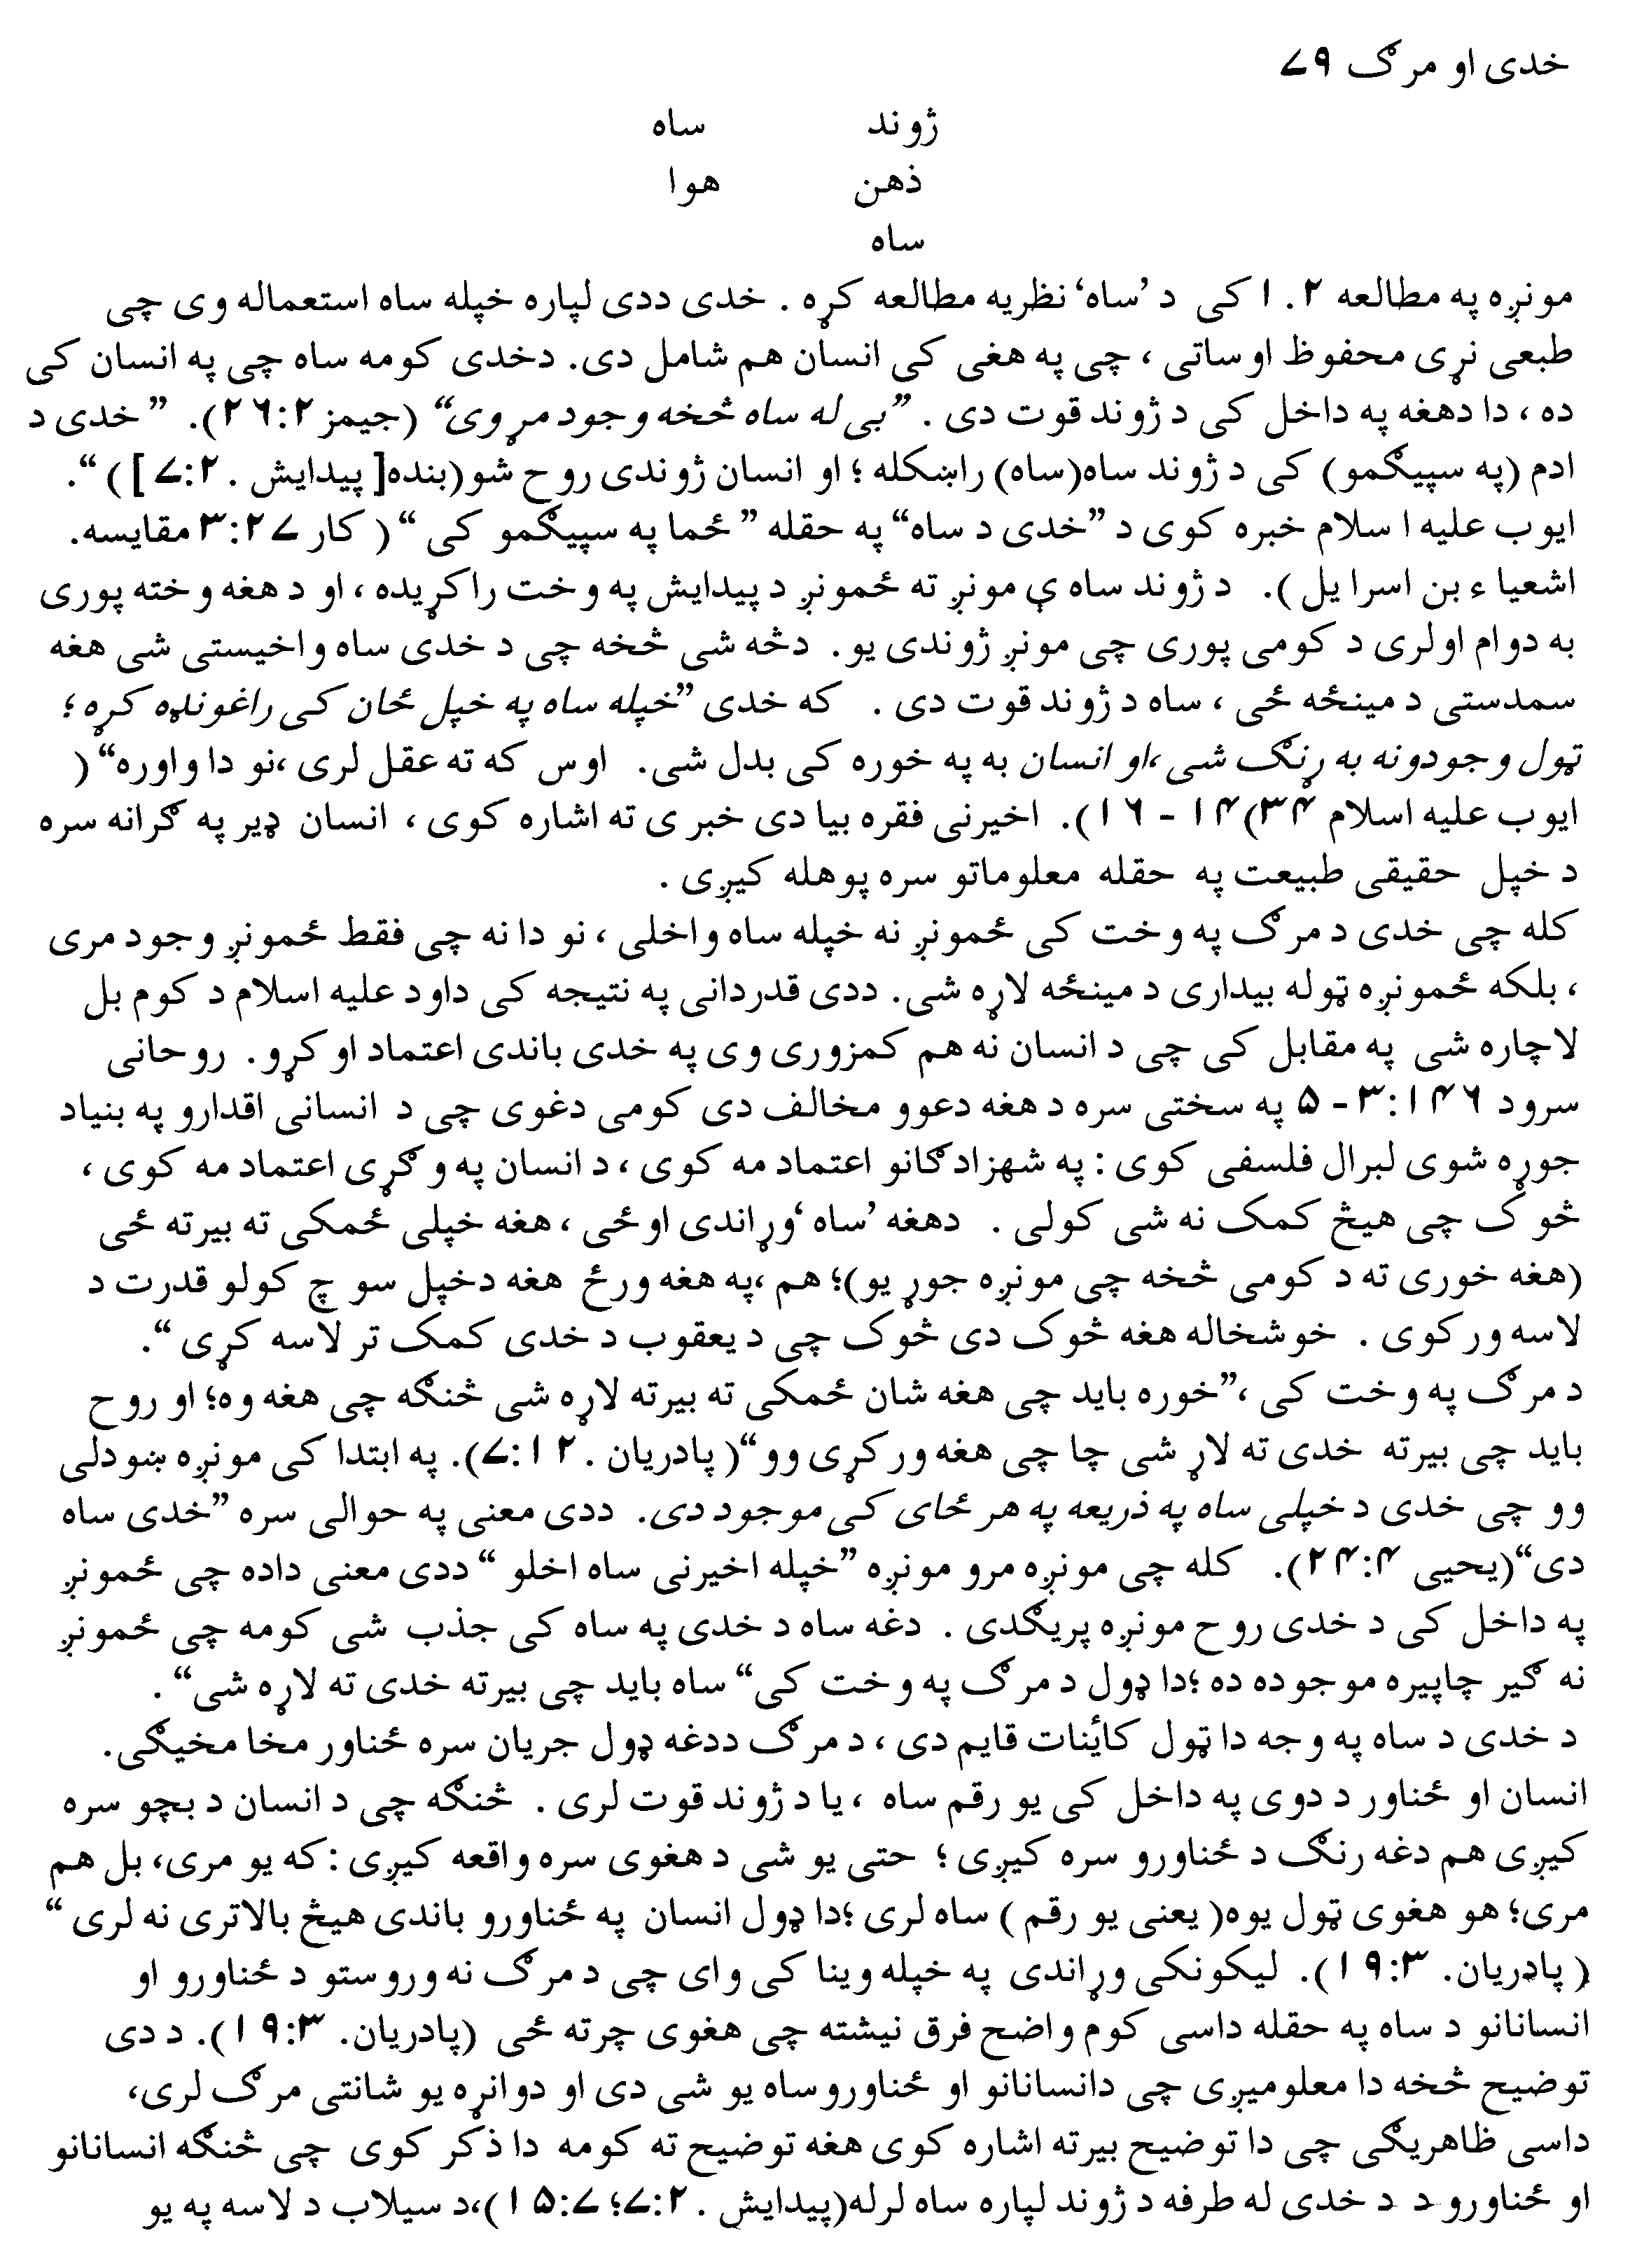 خدی او مرګ ۷۹
ژوند ساه
ذهن هوا
ساه
مونږه په مطالعه ۲. ۱ کی د ’ساه‘ نظریه مطالعه کړه . خدی ددی لپاره خپله ساه استعماله وی چی
طبعی نړی محفوظ اوساتی ، چی په هغی کی انسان هم شامل دی. دخدی کومه ساه چی په انسان کی
ده ، دا دهغه په داخل کی د ژوند قوت دی . ”بی له ساه څخه وجود مړ وی“ (جیمز ۲۶:۲). ”خدی د
ادم (په سپیګمو) کی د ژوند ساه(ساه) راښکله ؛ او انسان ژوندی روح شو(بنده[ پیدایش . ۷:۲])“.
ایوب علیه ا سلام خبره کوی د ”خدی د ساه“ په حقله ” ځما په سپیګمو کی “ ( کار ۳:۲۷ مقایسه.
اشعیا ء بن اسرا یل ). د ژوند ساه ې مونږ ته ځمونږ د پیدایش په وخت راکړیده ، او د هغه وخته پوری
به دوام اولری د کومی پوری چی مونږ ژوندی یو. دڅه شی څخه چی د خدی ساه واخیستی شی هغه
سمدستی د مینځه ځی ، ساه د ژوند قوت دی . که خدی ”خپله ساه په خپل ځان کی راغونډه کړه ؛
ټول وجودونه به رنګ شی ،او انسان به په خوره کی بدل شی. اوس که ته عقل لری ،نو دا واوره“ (
ایوب علیه اسلام ۳۴)۱۴ - ۱۶). اخیرنی فقره بیا دی خبر ی ته اشاره کوی ، انسان ډیر په ګرانه سره
د خپل حقیقی طبیعت په حقله معلوماتو سره پوهله کیږی .
کله چی خدی د مرګ په وخت کی ځمونږ نه خپله ساه واخلی ، نو دا نه چی فقط ځمونږ وجود مری
، بلکه ځمونږه ټوله بیداری د مینځه لاړه شی. ددی قدردانی په نتیجه کی داود علیه اسلام د کوم بل
لاچاره شی په مقابل کی چی د انسان نه هم کمزوری وی په خدی باندی اعتماد او کړو. روحانی
سرود ۱۴۶:۳- ۵ په سختی سره د هغه دعوو مخالف دی کومی دغوی چی د انسانی اقدارو په بنیاد
جوړه شوی لبرال فلسفی کوی : په شهزادګانو اعتماد مه کوی ، د انسان په و ګړی اعتماد مه کوی ،
څوک چی هیڅ کمک نه شی کولی . دهغه ’ساه ‘وړاندی او ځی ، هغه خپلی ځمکی ته بیرته ځی
(هغه خوری ته د کومی څخه چی مونږه جوړ یو)؛ هم ،په هغه ورځ هغه دخپل سو چ کولو قدرت د
لاسه ورکوی . خوشخاله هغه څوک دی څوک چی د یعقوب د خدی کمک تر لاسه کړی “.
د مرګ په وخت کی ،”خوره باید چی هغه شان ځمکی ته بیرته لاړه شی څنګه چی هغه وه؛ او روح
باید چی بیرته خدی ته لاړ شی چا چی هغه ورکړی وو “( پادریان . ۷:۱۲). په ابتدا کی مونږه ښودلی
وو چی خدی د خپلی ساه په ذریعه په هر ځای کی موجود دی. ددی معنی په حوالی سره ”خدی ساه
دی“(یحیی ۲۴:۴). کله چی مونږه مرو مونږه ”خپله اخیرنی ساه اخلو “ ددی معنی داده چی ځمونږ
په داخل کی د خدی روح مونږه پریګدی . دغه ساه د خدی په ساه کی جذب شی کومه چی ځمونږ
نه ګیر چاپیره موجوده ده ؛دا ډول د مرګ په وخت کی“ ساه باید چی بیرته خدی ته لاړه شی“ .
د خدی د ساه په وجه دا ټول کاڼنات قایم دی ، د مرګ ددغه ډول جریان سره ځناور مخا مخیګی.
انسان او ځناور د دوی په داخل کی یو رقم ساه ، یا د ژوند قوت لری . څنګه چی د انسان د بچو سره
کیږی هم دغه رنګ د ځناورو سره کیږی ؛ حتی یو شی د هغوی سره واقعه کیږی : که یو مری، بل هم
مری؛ هو هغوی ټول یوه( یعنی یو رقم ) ساه لری ؛دا ډول انسان په ځناورو باندی هیڅ بالاتری نه لری “
( پادریان. ۱۹:۳). لیکونکی وړاندی په خپله وینا کی وای چی د مرګ نه وروستو د ځناورو او
انسانانو د ساه په حقله داسی کوم واضح فرق نیشته چی هغوی چرته ځی (پادریان. ۱۹:۳). د دی
توضیح څخه دا معلومیږی چی دانسانانو او ځناوروساه یو شی دی او دوانړه یو شانتی مرګ لری،
داسی ظاهریګی چی دا توضیح بیرته اشاره کوی هغه توضیح ته کومه دا ذکر کوی چی څنګه انسانانو
او ځناورو د د خدی له طرفه د ژوند لپاره ساه لرله(پیدایش . ۷:۲؛ ۱۵:۷)،د سیلاب د لاسه په یو